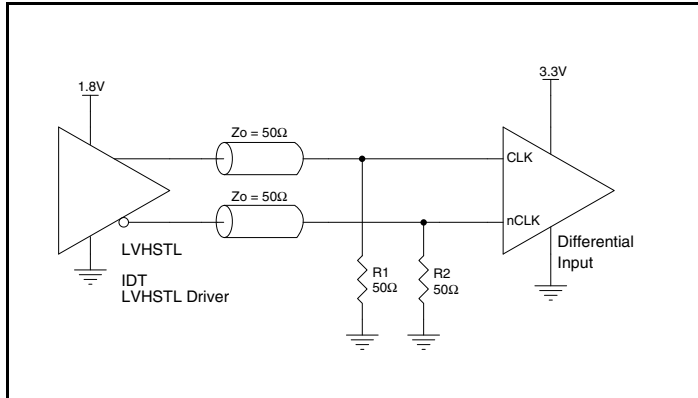 1.8V
3.3V
Zo = 50Ω
CLK
Zo = 50Ω
nCLK
LVHSTL
IDT
LVHSTL Driver
R1
50Ω
R2
50Ω
Differential
Input